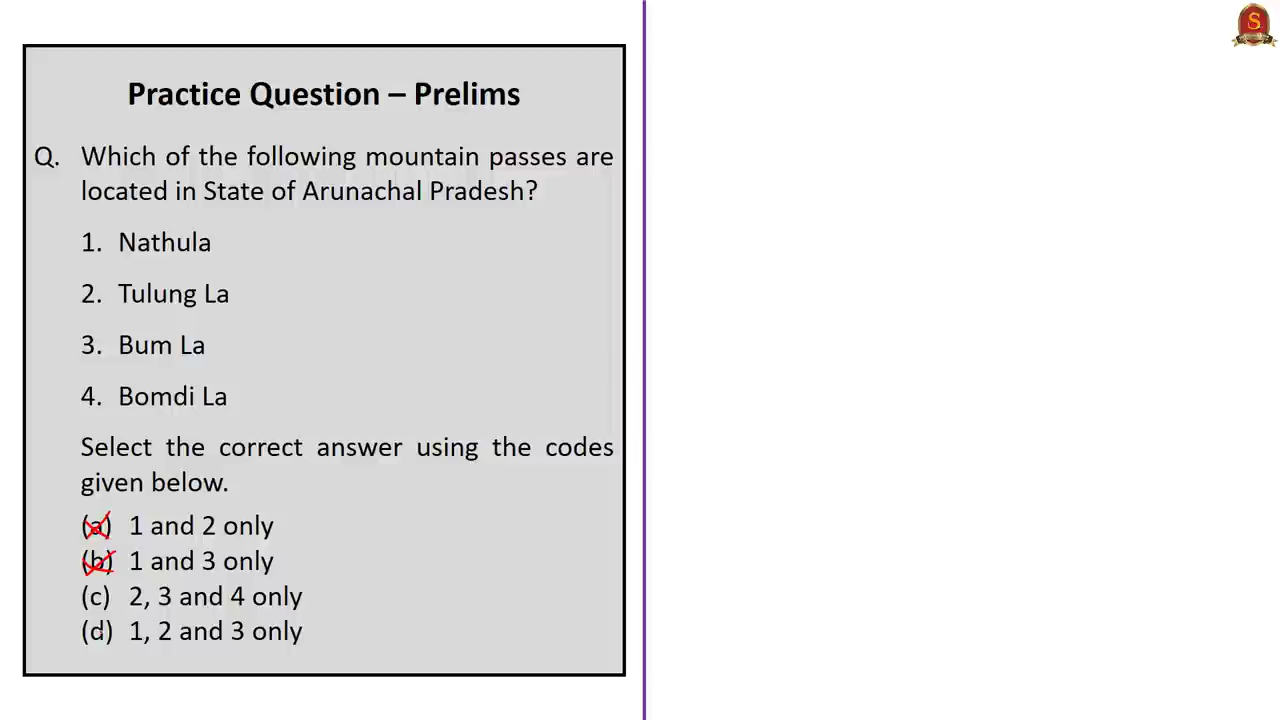 S
Practice Question – Prelims
Q. Which of the following mountain passes are
located in State of Arunachal Pradesh?
1. Nathula
2. Tulung La
3. Bum La
4. Bomdi La
Select the correct answer using the codes
given below.
(a) 1 and 2 only
(b) 1 and 3 only
(c) 2, 3 and 4 only
(d) 1, 2 and 3 only